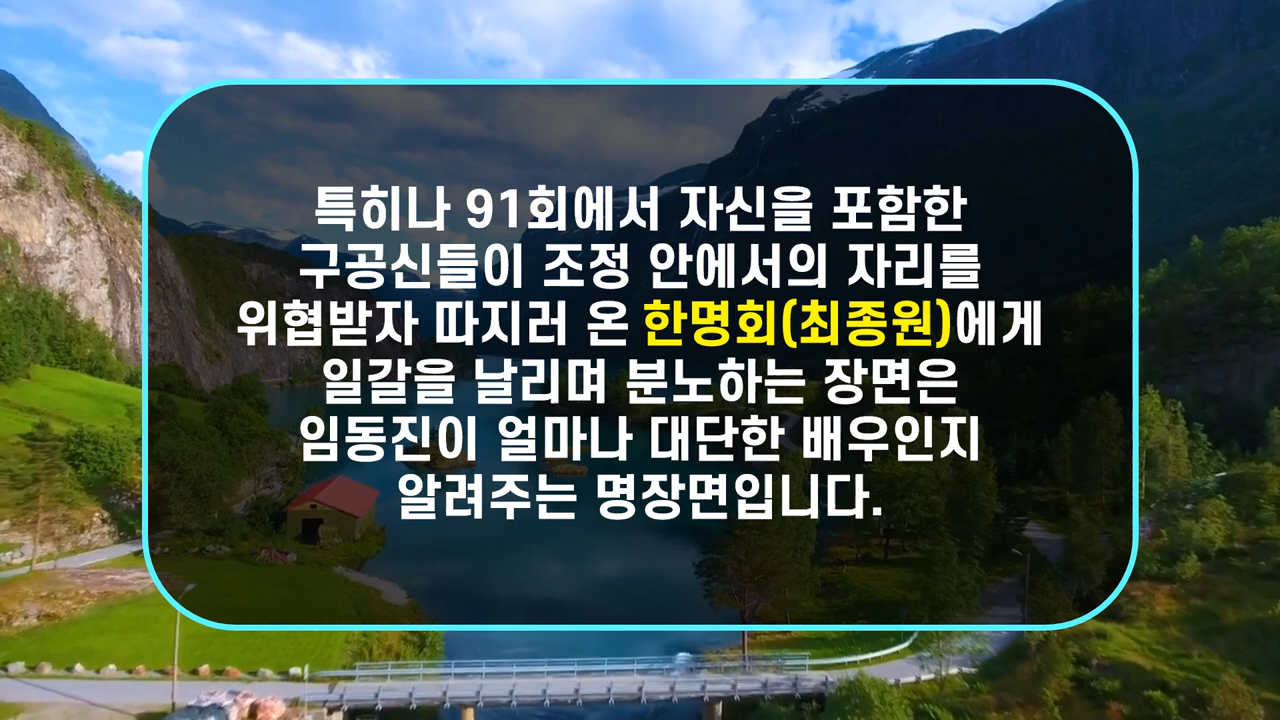 특히나 91회에서 자신을 포함한
구공신들이 조정 안에서의 자리를
위협받자 따지러 온 한명회(최종원)에게
일갈을 날리며 분노하는 장면은
임동진이 얼마나 대단한 배우인지
알려주는 명장면입니다.